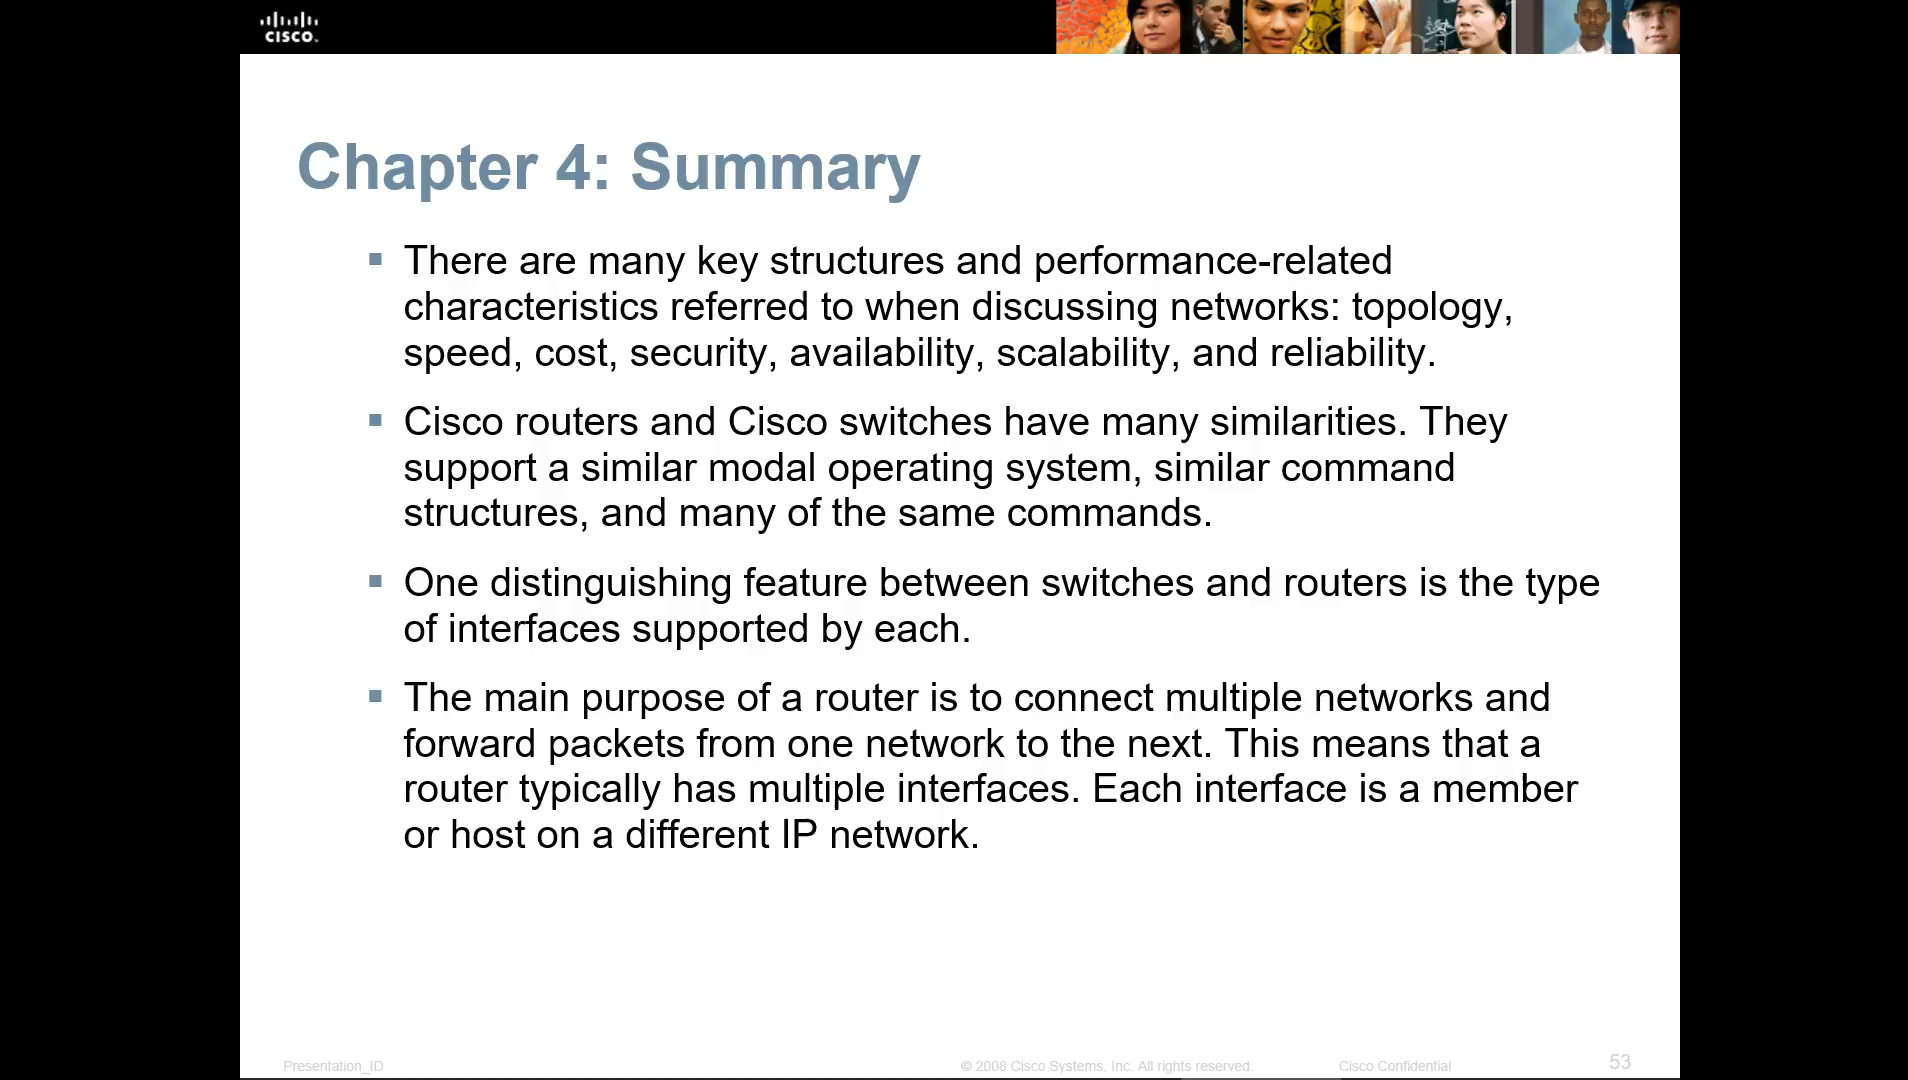 CISCO.
Chapter 4: Summary
▪ There are many key structures and performance-related
characteristics referred to when discussing networks: topology,
speed, cost, security, availability, scalability, and reliability.
▪ Cisco routers and Cisco switches have many similarities. They
support a similar modal operating system, similar command
structures, and many of the same commands.
▪ One distinguishing feature between switches and routers is the type
of interfaces supported by each.
▪ The main purpose of a router is to connect multiple networks and
forward packets from one network to the next. This means that a
router typically has multiple interfaces. Each interface is a member
or host on a different IP network.
Presentation_ID © 2008 Cisco Systems, Inc. All rights reserved. Cisco Confidential 53